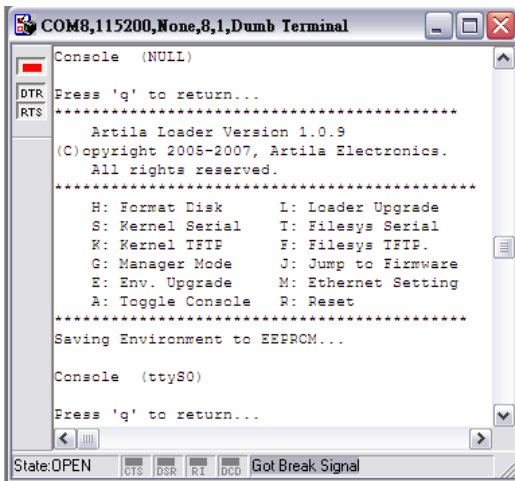 COM8,115200,None,8,1,Dumb Terminal
Console (NULL)
DTR
RTS
Press 'q' to return...
*******************************************
Artila Loader Version 1.0.9
(C)opyright 2005-2007, Artila Electronics.
All rights reserved.
*********************************************
H: Format Disk L: Loader Upgrade
S: Kernel Serial T: Filesys Serial
K: Kernel TFTP F: Filesys TFTP.
G: Manager Mode J: Jump to Firmware
E: Env. Upgrade M: Ethernet Setting
A: Toggle Console R: Reset
********************************************
Saving Environment to EEPROM...
Console (ttyS0)
Press 'q' to return...
State:OPEN CTS DSR RI DCD Got Break Signal